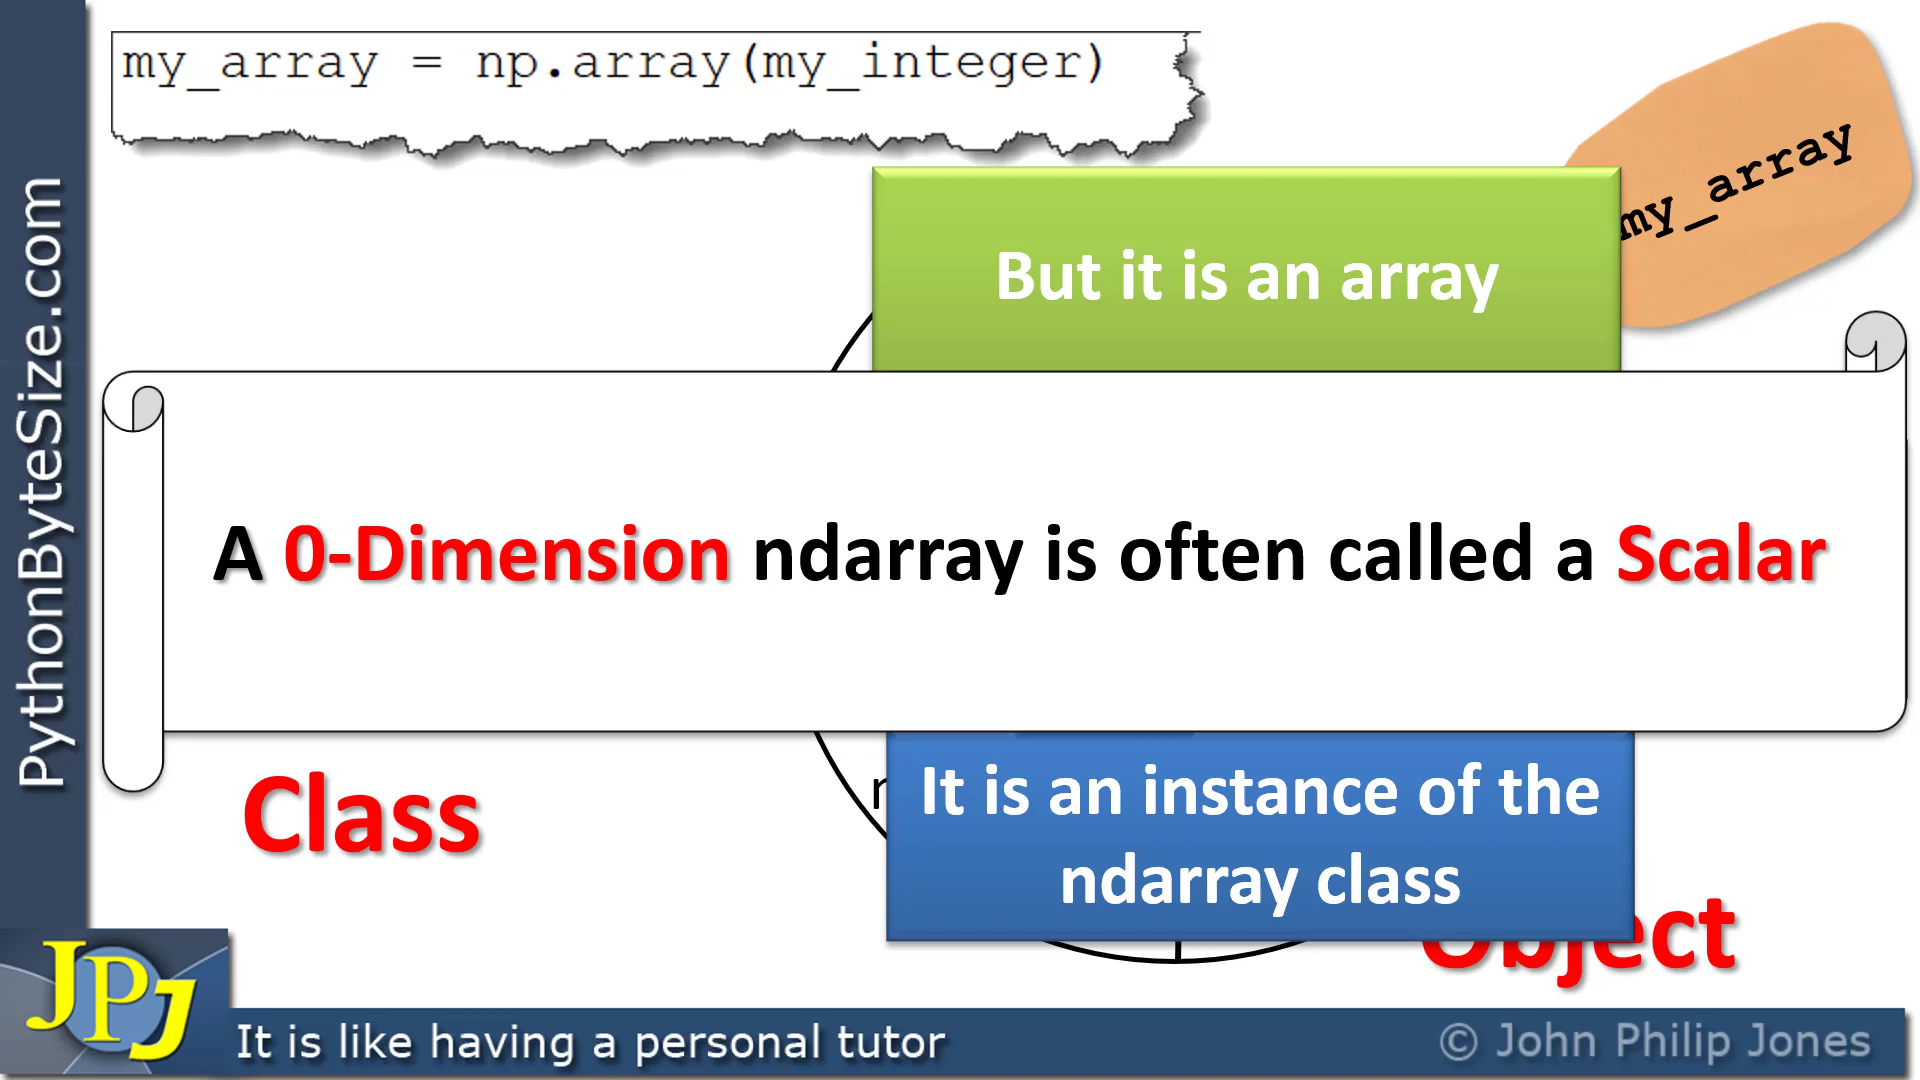 my_array = np.array(my_integer)
my_array
But it is an array
A 0-Dimension ndarray is often called a Scalar
It is an instance of the
ndarray class
Class
Object
PythonByteSize.com
JPJ
It is like having a personal tutor
© John Philip Jones